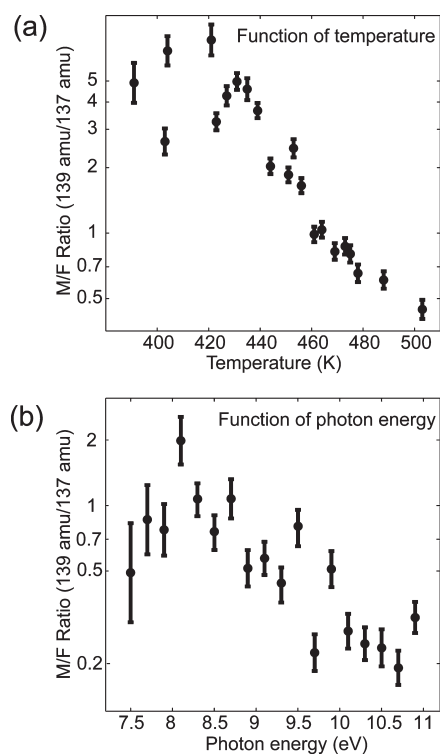 (a)
Function of temperature
M/F Ratio (139 amu/137 amu)
5
4
3
2
1
0.7
0.5
400 420 440 460 480 500
Temperature (K)
(b)
Function of photon energy
M/F Ratio (139 amu/137 amu)
2
1
0.7
0.5
0.2
7.5 8 8.5 9 9.5 10 10.5 11
Photon energy (eV)